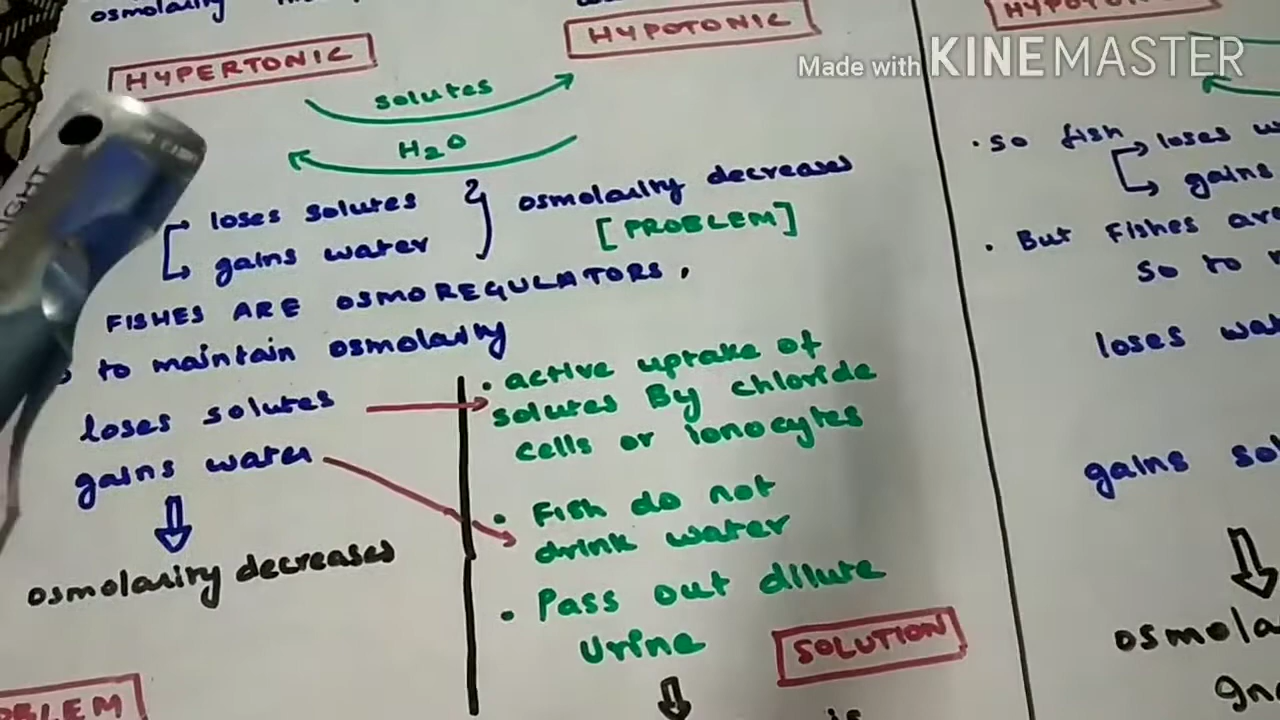 osmolarity
HYPERTONIC
HYPOTONIC
solutes
H₂O
loses solutes
gains water
osmolarity decreases
[PROBLEM]
FISHES ARE OSMOREGULATORS.
to maintain osmolarity
loses solutes
gains water
osmolarity decreases
• active uptake of
solutes By chloride
cells or ionocytes
• Fish do not
drink water
• Pass out dilute
urine
SOLUTION
is
Made with KINEMASTER
• so fish
loses
gains
• But Fishes are
so to
loses
gains